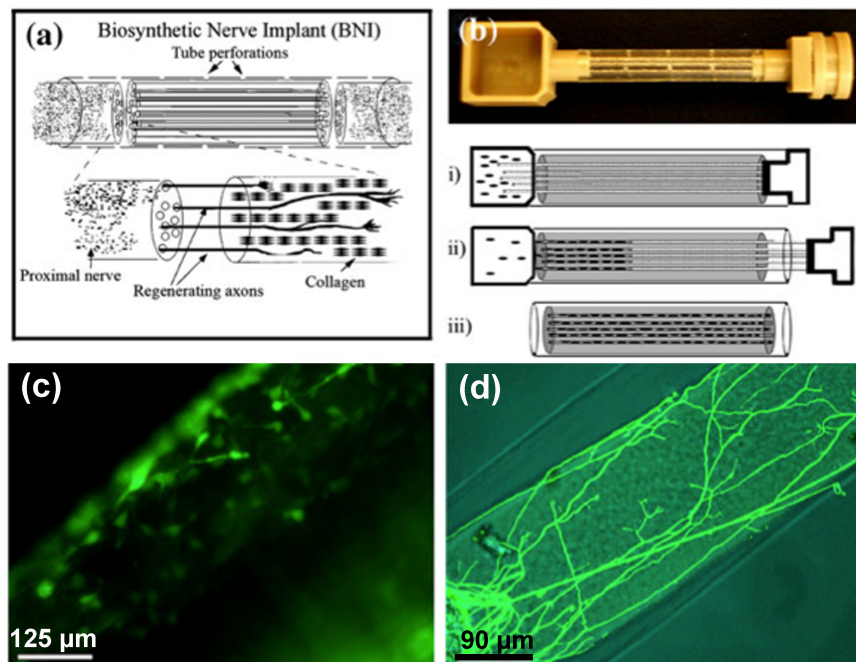 (a)
Biosynthetic Nerve Implant (BNI)
Tube perforations
Proximal nerve
Regenerating axons
Collagen
(b)
i)
ii)
iii)
(c)
125 µm
(d)
90 µm